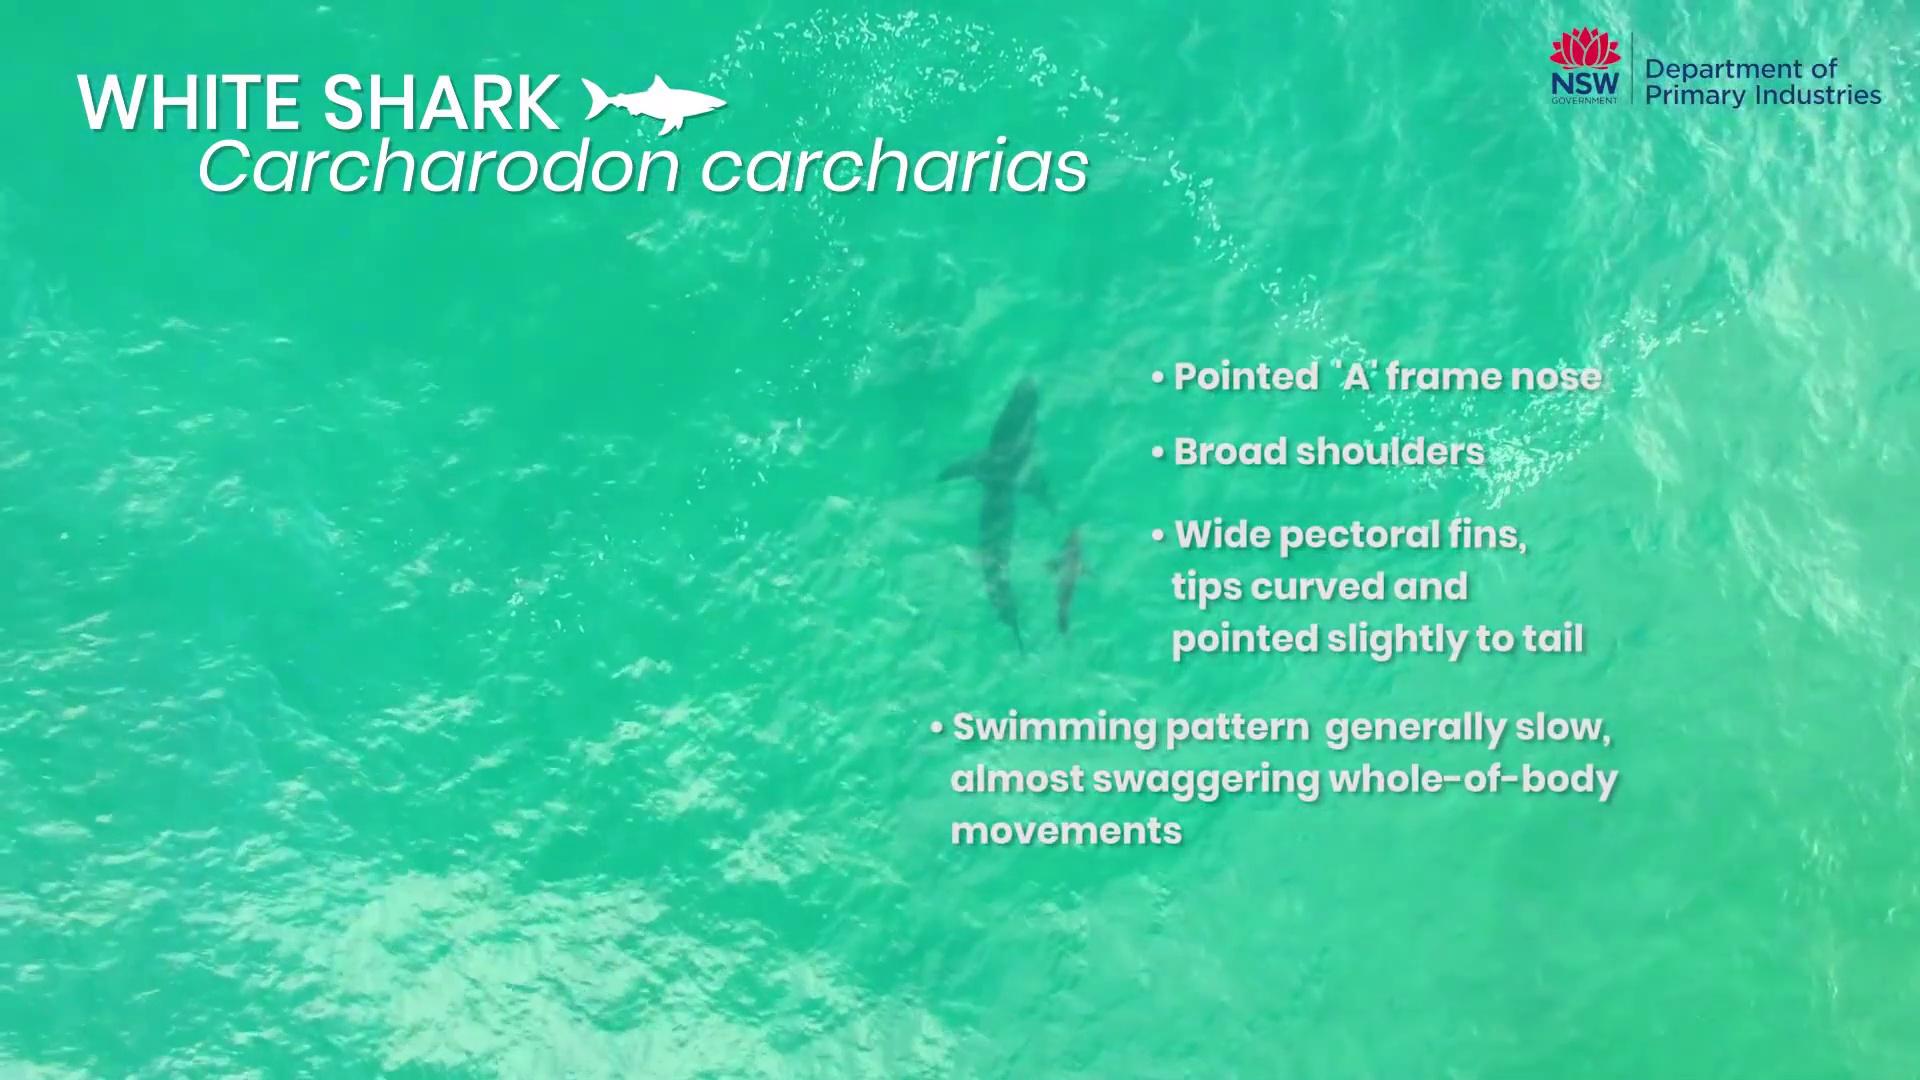 WHITE SHARK
Carcharodon carcharias
NSW
GOVERNMENT
Department of
Primary Industries
• Pointed 'A' frame nose
• Broad shoulders
• Wide pectoral fins,
tips curved and
pointed slightly to tail
• Swimming pattern generally slow,
almost swaggering whole-of-body
movements